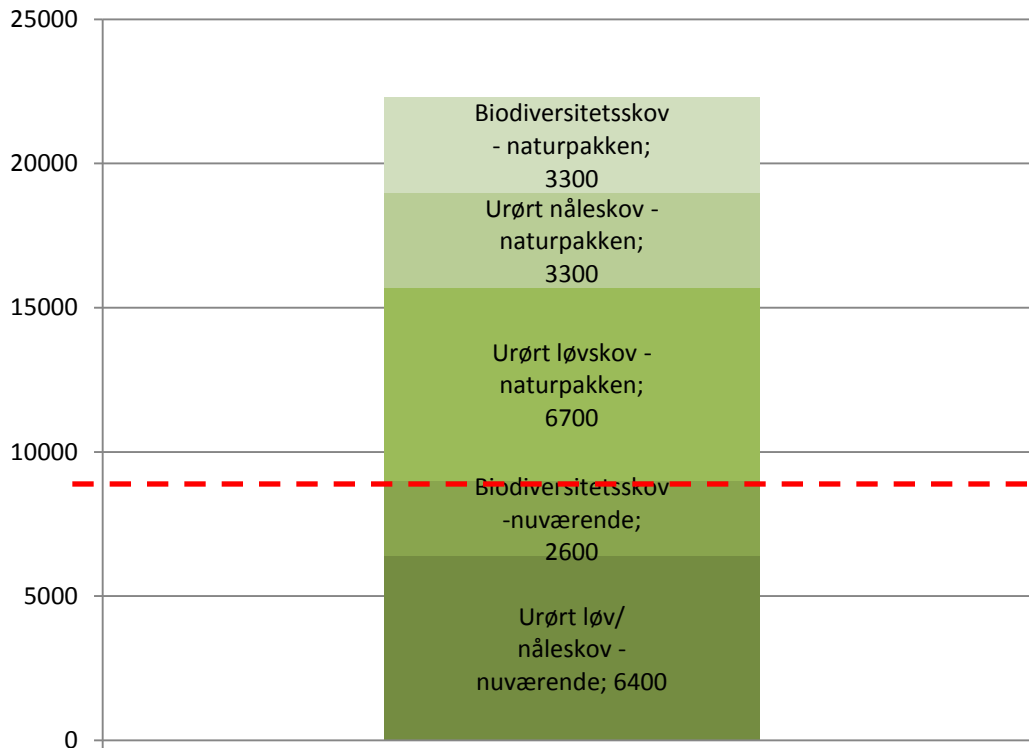 25000
20000
15000
10000
5000
0
Biodiversitetsskov
- naturpakken;
3300
Urørt nåleskov -
naturpakken;
3300
Urørt løvskov -
naturpakken;
6700
Biodiversitetsskov
-nuværende;
2600
Urørt løv/
nåleskov -
nuværende; 6400